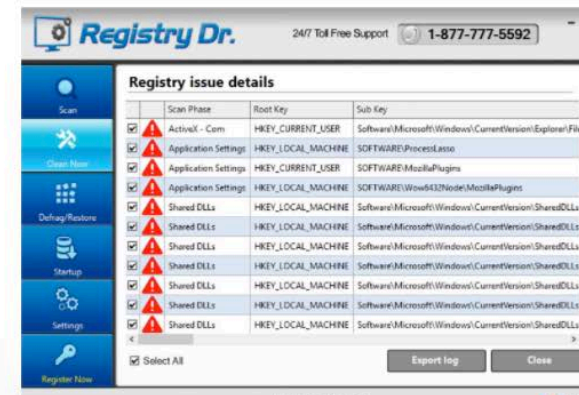 Registry Dr.
24/7 Toll Free Support 1-877-777-5592
Scan
Clean Now
Defrag/Restore
Startup
Settings
Register Now
Registry issue details
Scan Phase Root Key Sub Key
ActiveX - Com HKEY_CURRENT_USER Software\Microsoft\Windows\CurrentVersion\Explorer\File
Application Settings HKEY_LOCAL_MACHINE SOFTWARE\ProcessLasso
Application Settings HKEY_CURRENT_USER SOFTWARE\MozillaPlugins
Application Settings HKEY_LOCAL_MACHINE SOFTWARE\Wow6432Node\MozillaPlugins
Shared DLLs HKEY_LOCAL_MACHINE Software\Microsoft\Windows\CurrentVersion\SharedDLLs
Shared DLLs HKEY_LOCAL_MACHINE Software\Microsoft\Windows\CurrentVersion\SharedDLLs
Shared DLLs HKEY_LOCAL_MACHINE Software\Microsoft\Windows\CurrentVersion\SharedDLLs
Shared DLLs HKEY_LOCAL_MACHINE Software\Microsoft\Windows\CurrentVersion\SharedDLLs
Shared DLLs HKEY_LOCAL_MACHINE Software\Microsoft\Windows\CurrentVersion\SharedDLLs
Shared DLLs HKEY_LOCAL_MACHINE Software\Microsoft\Windows\CurrentVersion\SharedDLLs
Shared DLLs HKEY_LOCAL_MACHINE Software\Microsoft\Windows\CurrentVersion\SharedDLLs
Select All Export log Close